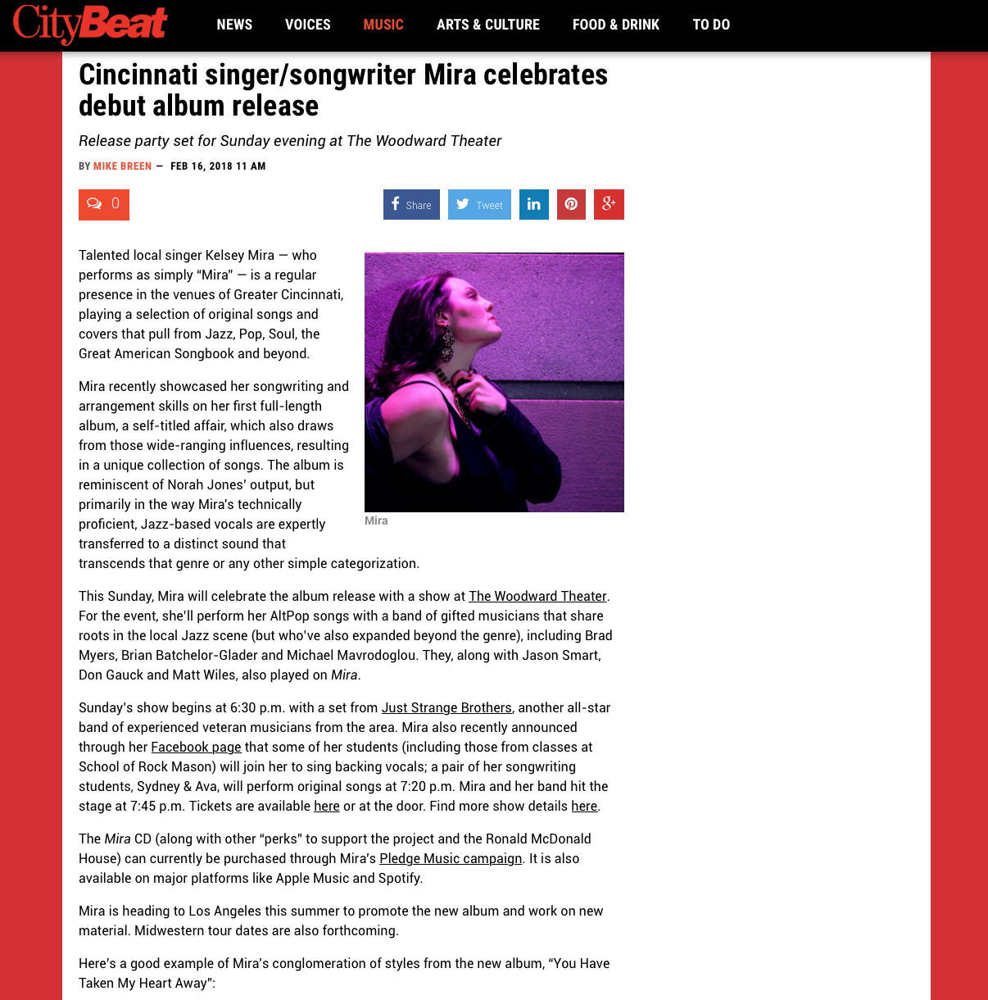 CityBeat
NEWS VOICES MUSIC ARTS & CULTURE FOOD & DRINK TO DO
Cincinnati singer/songwriter Mira celebrates
debut album release
Release party set for Sunday evening at The Woodward Theater
BY MIKE BREEN — FEB 16, 2018 11 AM
0 Share Tweet in g+
Talented local singer Kelsey Mira — who
performs as simply “Mira” — is a regular
presence in the venues of Greater Cincinnati,
playing a selection of original songs and
covers that pull from Jazz, Pop, Soul, the
Great American Songbook and beyond.
Mira recently showcased her songwriting and
arrangement skills on her first full-length
album, a self-titled affair, which also draws
from those wide-ranging influences, resulting
in a unique collection of songs. The album is
reminiscent of Norah Jones’ output, but
primarily in the way Mira’s technically
proficient, Jazz-based vocals are expertly
transferred to a distinct sound that
transcends that genre or any other simple categorization.
Mira
This Sunday, Mira will celebrate the album release with a show at The Woodward Theater.
For the event, she’ll perform her AltPop songs with a band of gifted musicians that share
roots in the local Jazz scene (but who’ve also expanded beyond the genre), including Brad
Myers, Brian Batchelor-Glader and Michael Mavrodoglou. They, along with Jason Smart,
Don Gauck and Matt Wiles, also played on Mira.
Sunday’s show begins at 6:30 p.m. with a set from Just Strange Brothers, another all-star
band of experienced veteran musicians from the area. Mira also recently announced
through her Facebook page that some of her students (including those from classes at
School of Rock Mason) will join her to sing backing vocals; a pair of her songwriting
students, Sydney & Ava, will perform original songs at 7:20 p.m. Mira and her band hit the
stage at 7:45 p.m. Tickets are available here or at the door. Find more show details here.
The Mira CD (along with other “perks” to support the project and the Ronald McDonald
House) can currently be purchased through Mira’s Pledge Music campaign. It is also
available on major platforms like Apple Music and Spotify.
Mira is heading to Los Angeles this summer to promote the new album and work on new
material. Midwestern tour dates are also forthcoming.
Here’s a good example of Mira’s conglomeration of styles from the new album, “You Have
Taken My Heart Away”: